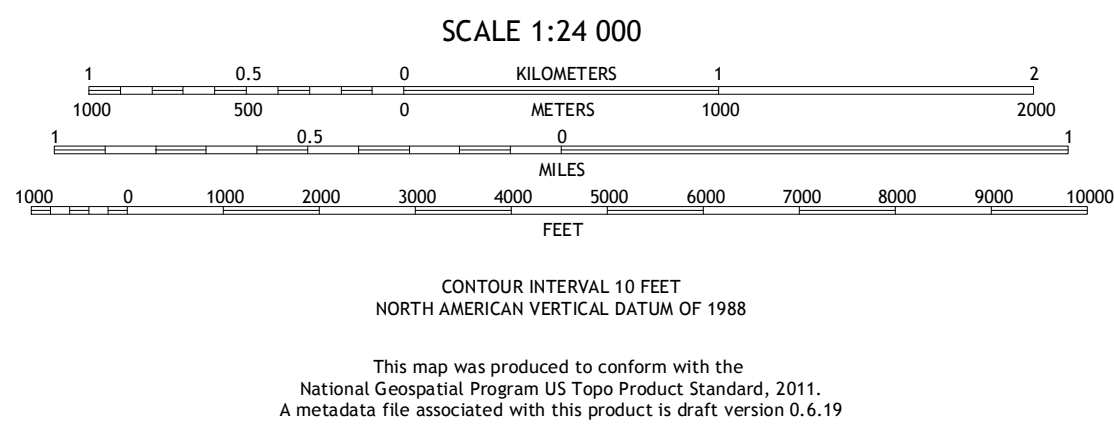 SCALE 1:24 000
1 0.5 0 KILOMETERS 1 2
1000 500 0 METERS 1000 2000
1 0.5 0 1
MILES
1000 0 1000 2000 3000 4000 5000 6000 7000 8000 9000 10000
FEET
CONTOUR INTERVAL 10 FEET
NORTH AMERICAN VERTICAL DATUM OF 1988
This map was produced to conform with the
National Geospatial Program US Topo Product Standard, 2011.
A metadata file associated with this product is draft version 0.6.19